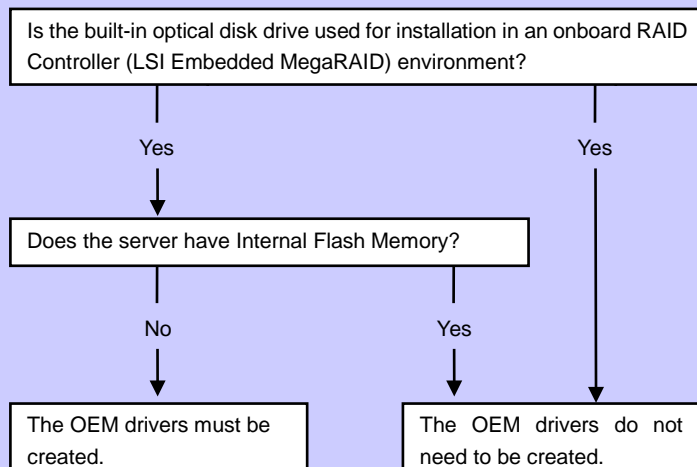 Is the built-in optical disk drive used for installation in an onboard RAID
Controller (LSI Embedded MegaRAID) environment?
Yes
Yes
Does the server have Internal Flash Memory?
No
Yes
The OEM drivers must be
created.
The OEM drivers do not
need to be created.